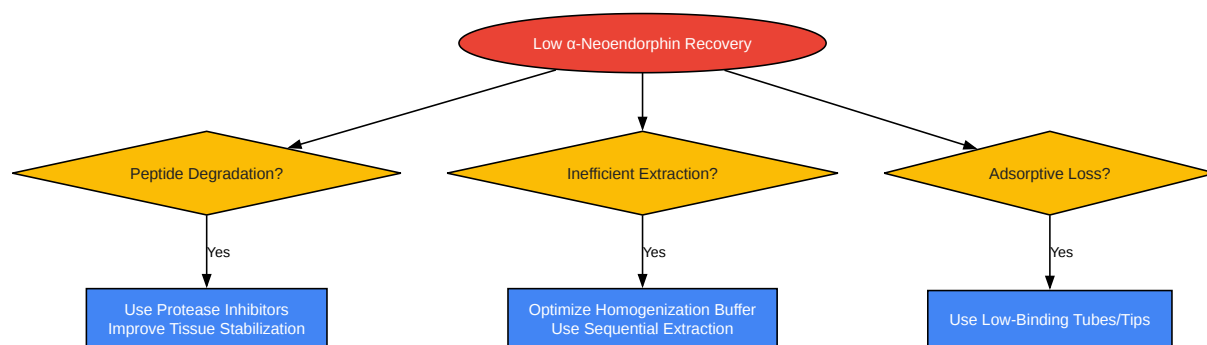 Low α-Neoendorphin Recovery
Peptide Degradation?
Inefficient Extraction?
Adsorptive Loss?
Yes
Yes
Yes
Use Protease Inhibitors
Improve Tissue Stabilization
Optimize Homogenization Buffer
Use Sequential Extraction
Use Low-Binding Tubes/Tips